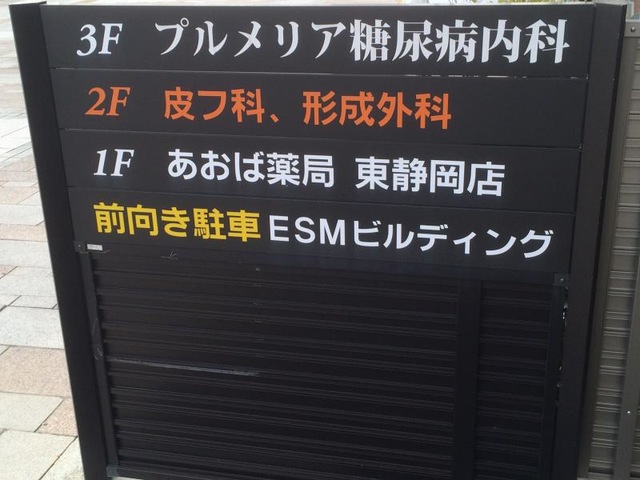 3F プルメリア糖尿病内科
2F 皮フ科、形成外科
1F あおば薬局 東静岡店
前向き駐車 ESMビルディング